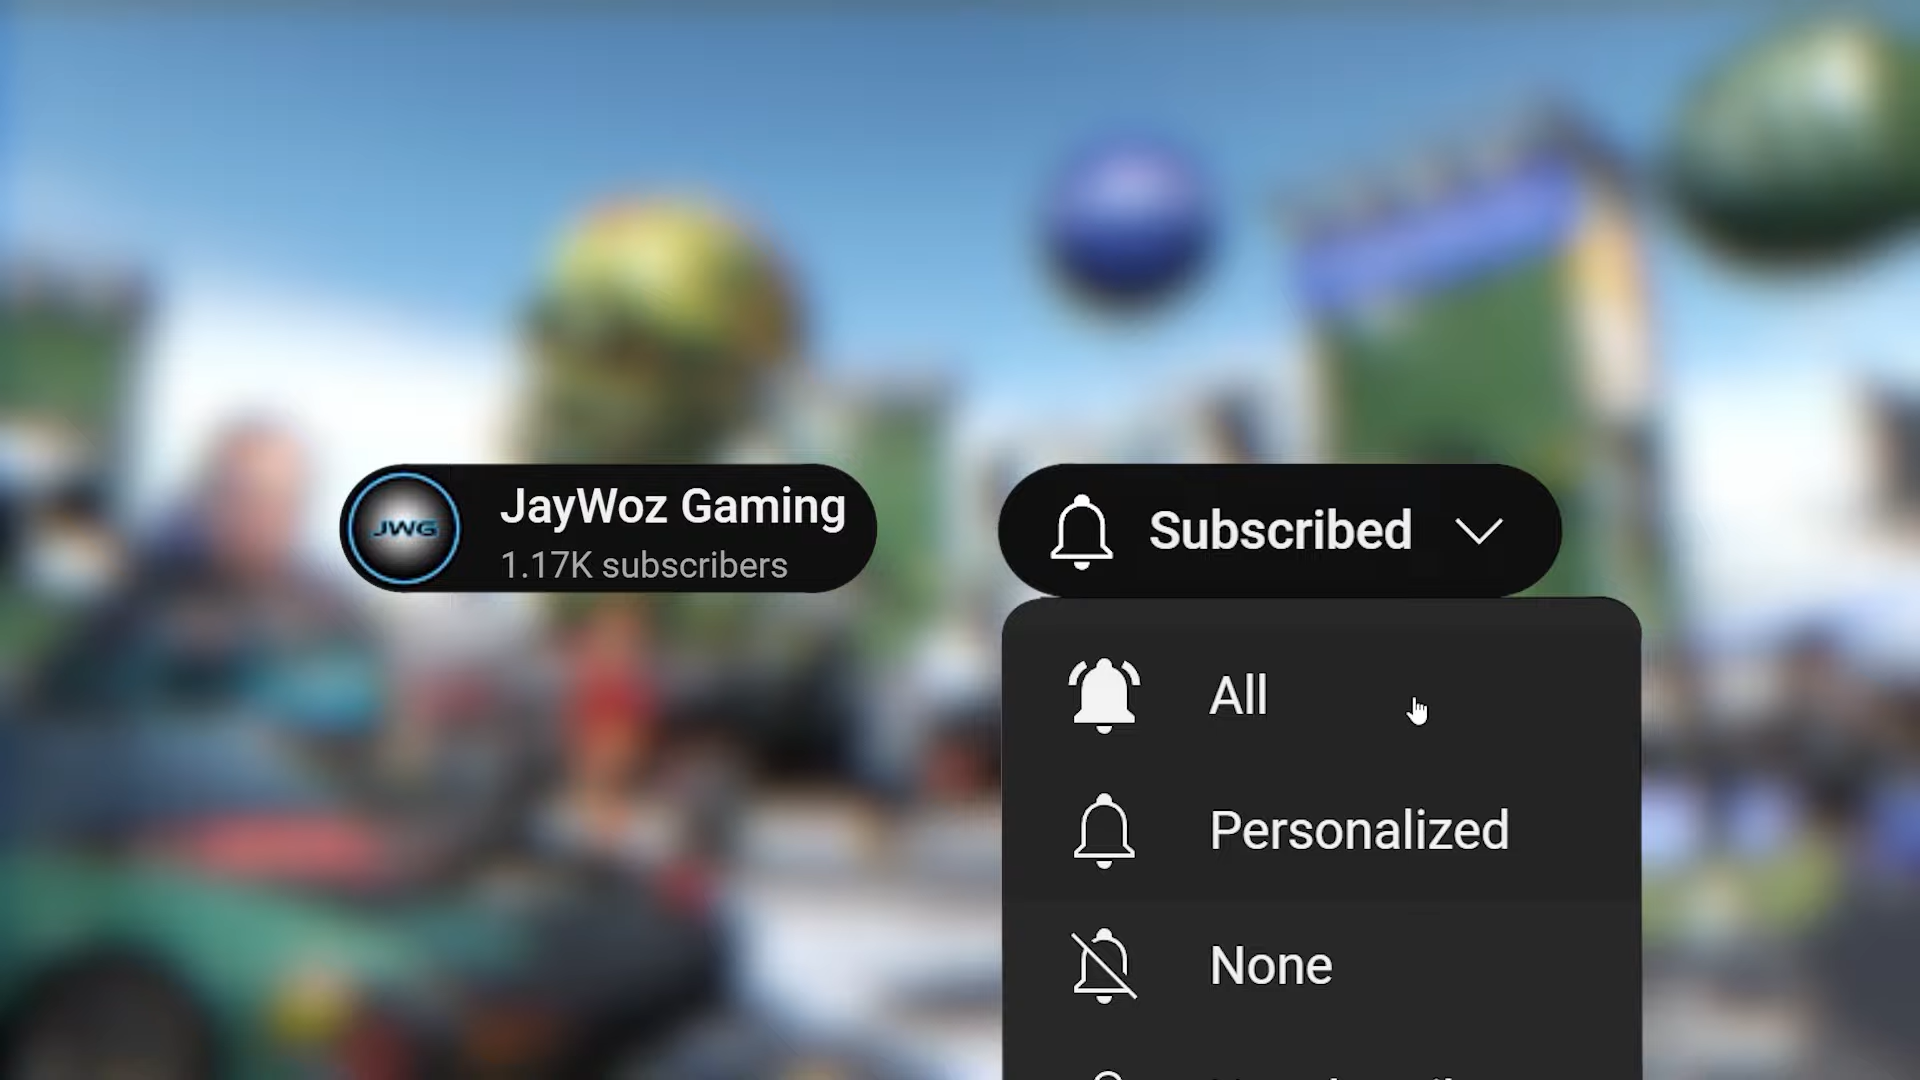 JWG
JayWoz Gaming
1.17K subscribers
Subscribed
All
Personalized
None